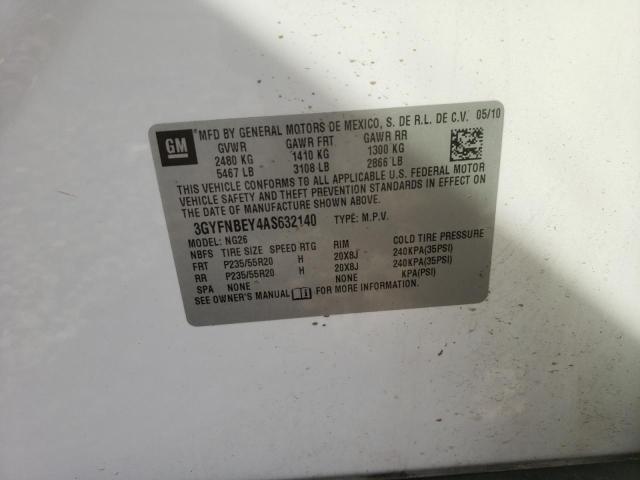 GM MFD BY GENERAL MOTORS DE MEXICO, S. DE R.L. DE C.V. 05/10
GVWR GAWR FRT GAWR RR
2480 KG 1410 KG 1300 KG
5467 LB 3108 LB 2866 LB
THIS VEHICLE CONFORMS TO ALL APPLICABLE U.S. FEDERAL MOTOR
VEHICLE SAFETY AND THEFT PREVENTION STANDARDS IN EFFECT ON
THE DATE OF MANUFACTURE SHOWN ABOVE.
3GYFNBEY4AS632140 TYPE: M.P.V.
MODEL: NG26
NBFS TIRE SIZE SPEED RTG RIM COLD TIRE PRESSURE
FRT P235/55R20 H 20X8J 240KPA(35PSI)
RR P235/55R20 H 20X8J 240KPA(35PSI)
SPA NONE NONE KPA(PSI)
SEE OWNER'S MANUAL FOR MORE INFORMATION.